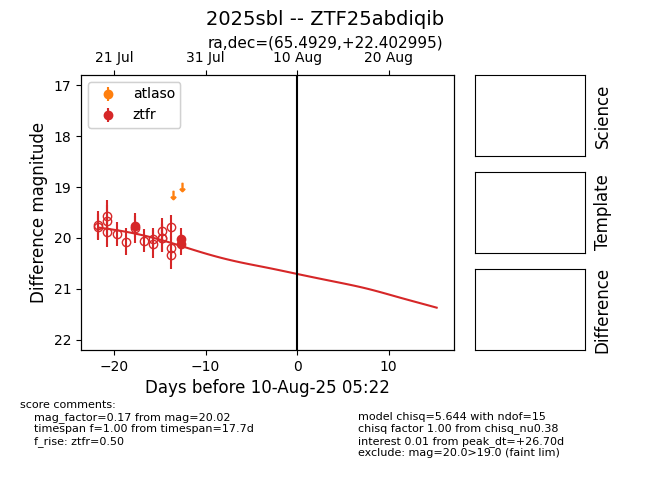 2025sbl -- ZTF25abdiqib
ra,dec=(65.4929,+22.402995)
21 Jul
31 Jul
10 Aug
20 Aug
atlaso
ztfr
17
18
19
20
21
22
Difference magnitude
−20
−10
0
10
Days before 10-Aug-25 05:22
Science
Template
Difference
score comments:
mag_factor=0.17 from mag=20.02
timespan f=1.00 from timespan=17.7d
f_rise: ztfr=0.50
model chisq=5.644 with ndof=15
chisq factor 1.00 from chisq_nu0.38
interest 0.01 from peak_dt=+26.70d
exclude: mag=20.0>19.0 (faint lim)